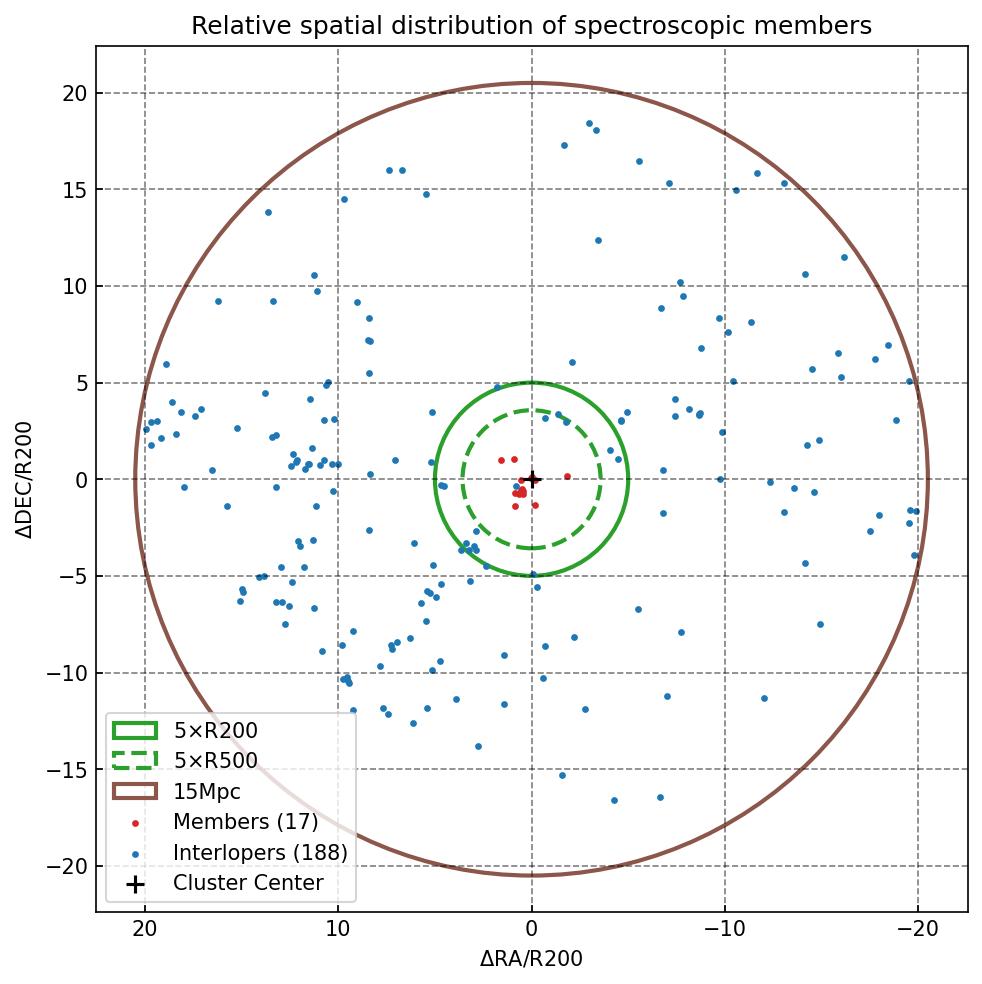 Relative spatial distribution of spectroscopic members
20
15
10
5
0
−5
−10
−15
−20
ΔDEC/R200
5×R200
5×R500
15Mpc
Members (17)
Interlopers (188)
Cluster Center
20 10 0 −10 −20
ΔRA/R200